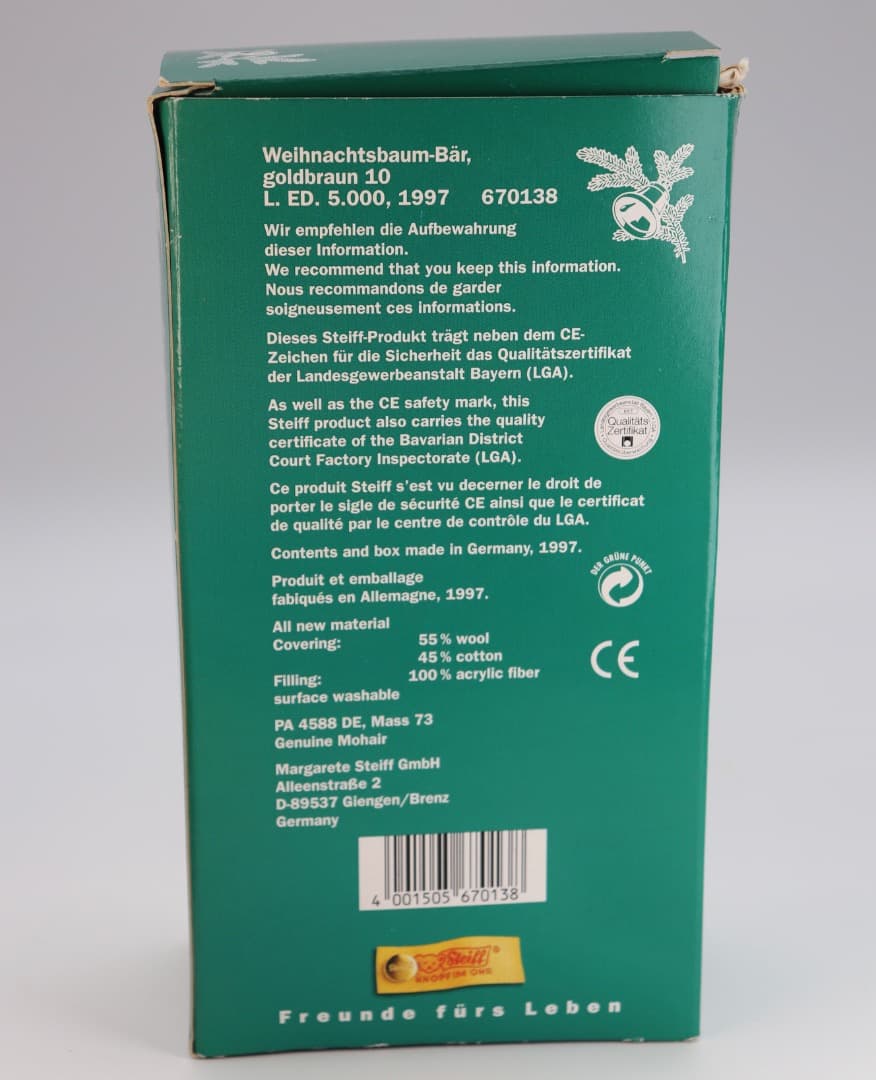 Weihnachtsbaum-Bär,
goldbraun 10
L. ED. 5.000, 1997 670138
Wir empfehlen die Aufbewahrung
dieser Information.
We recommend that you keep this information.
Nous recommandons de garder
soigneusement ces informations.
Dieses Steiff-Produkt trägt neben dem CE-
Zeichen für die Sicherheit das Qualitätszertifikat
der Landesgewerbeanstalt Bayern (LGA).
As well as the CE safety mark, this
Steiff product also carries the quality
certificate of the Bavarian District
Court Factory Inspectorate (LGA).
Qualitäts
Zertifikat
Ce produit Steiff s'est vu decerner le droit de
porter le sigle de sécurité CE ainsi que le certificat
de qualité par le centre de contrôle du LGA.
Contents and box made in Germany, 1997.
DER GRÜNE PUNKT
Produit et emballage
fabiqués en Allemagne, 1997.
All new material
Covering: 55 % wool
45 % cotton
Filling: 100 % acrylic fiber
surface washable
CE
PA 4588 DE, Mass 73
Genuine Mohair
Margarete Steiff GmbH
Alleenstraße 2
D-89537 Giengen/Brenz
Germany
4 001505 670138
Steiff®
KNOPF IM OHR
Freunde fürs Leben